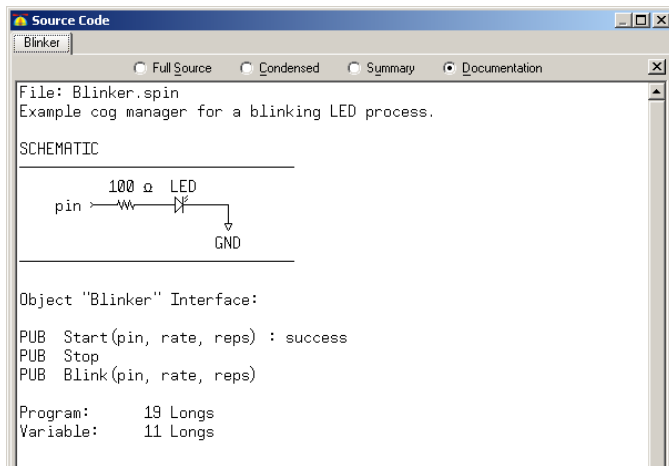 Source Code
Blinker
Full Source Condensed Summary Documentation
File: Blinker.spin
Example cog manager for a blinking LED process.
SCHEMATIC
100 Ω LED
pin
GND
Object "Blinker" Interface:
PUB Start(pin, rate, reps) : success
PUB Stop
PUB Blink(pin, rate, reps)
Program: 19 Longs
Variable: 11 Longs